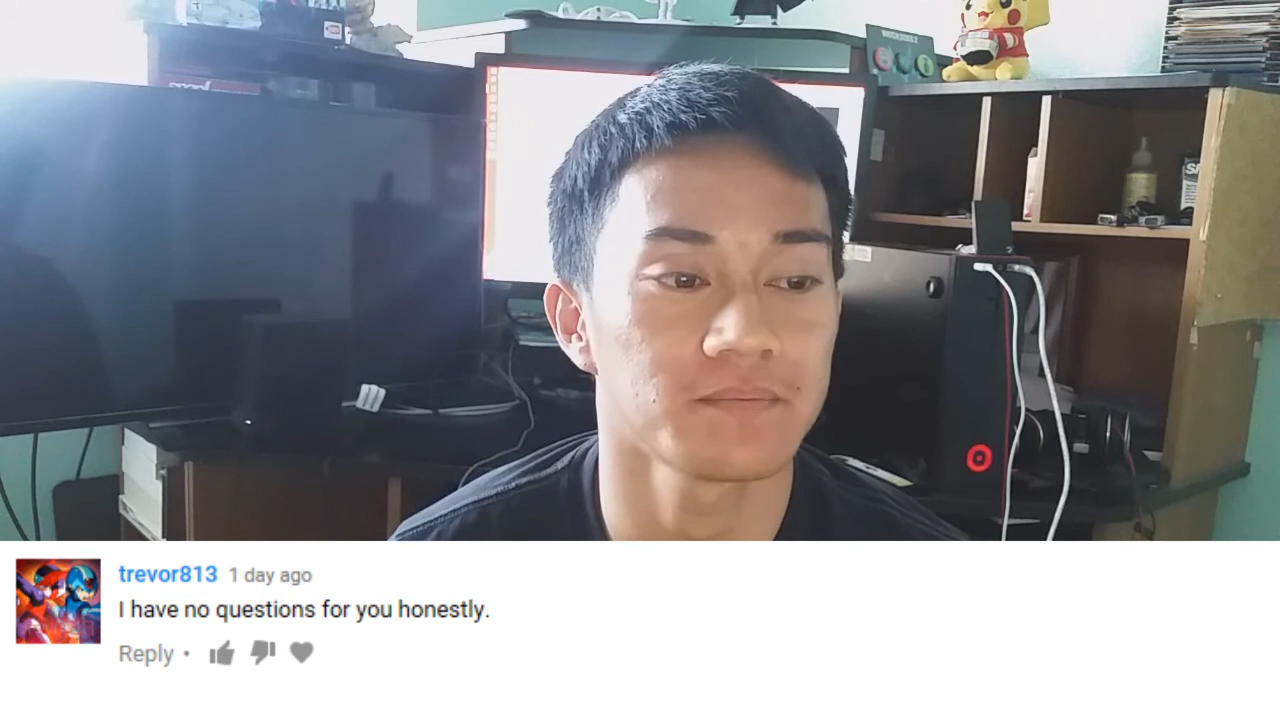 trevor813 1 day ago
I have no questions for you honestly.
Reply •